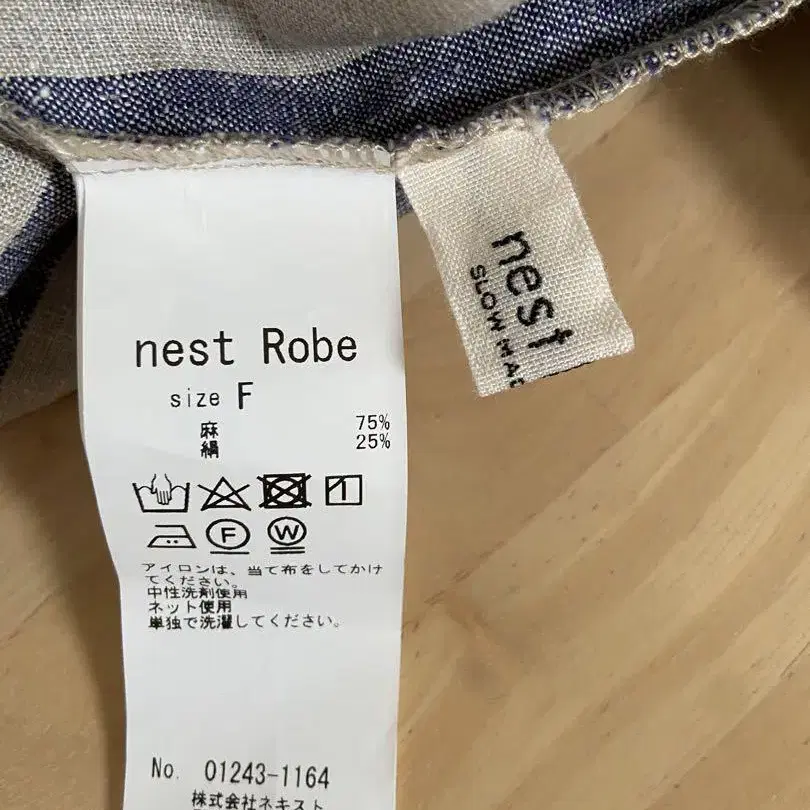 nest Robe
size F
麻 75%
絹 25%
F W
アイロンは、当て布をしてかけ
てください。
中性洗剤使用
ネット使用
単独で洗濯してください。
No. 01243-1164
株式会社ネキスト
nest
SLOW MAD